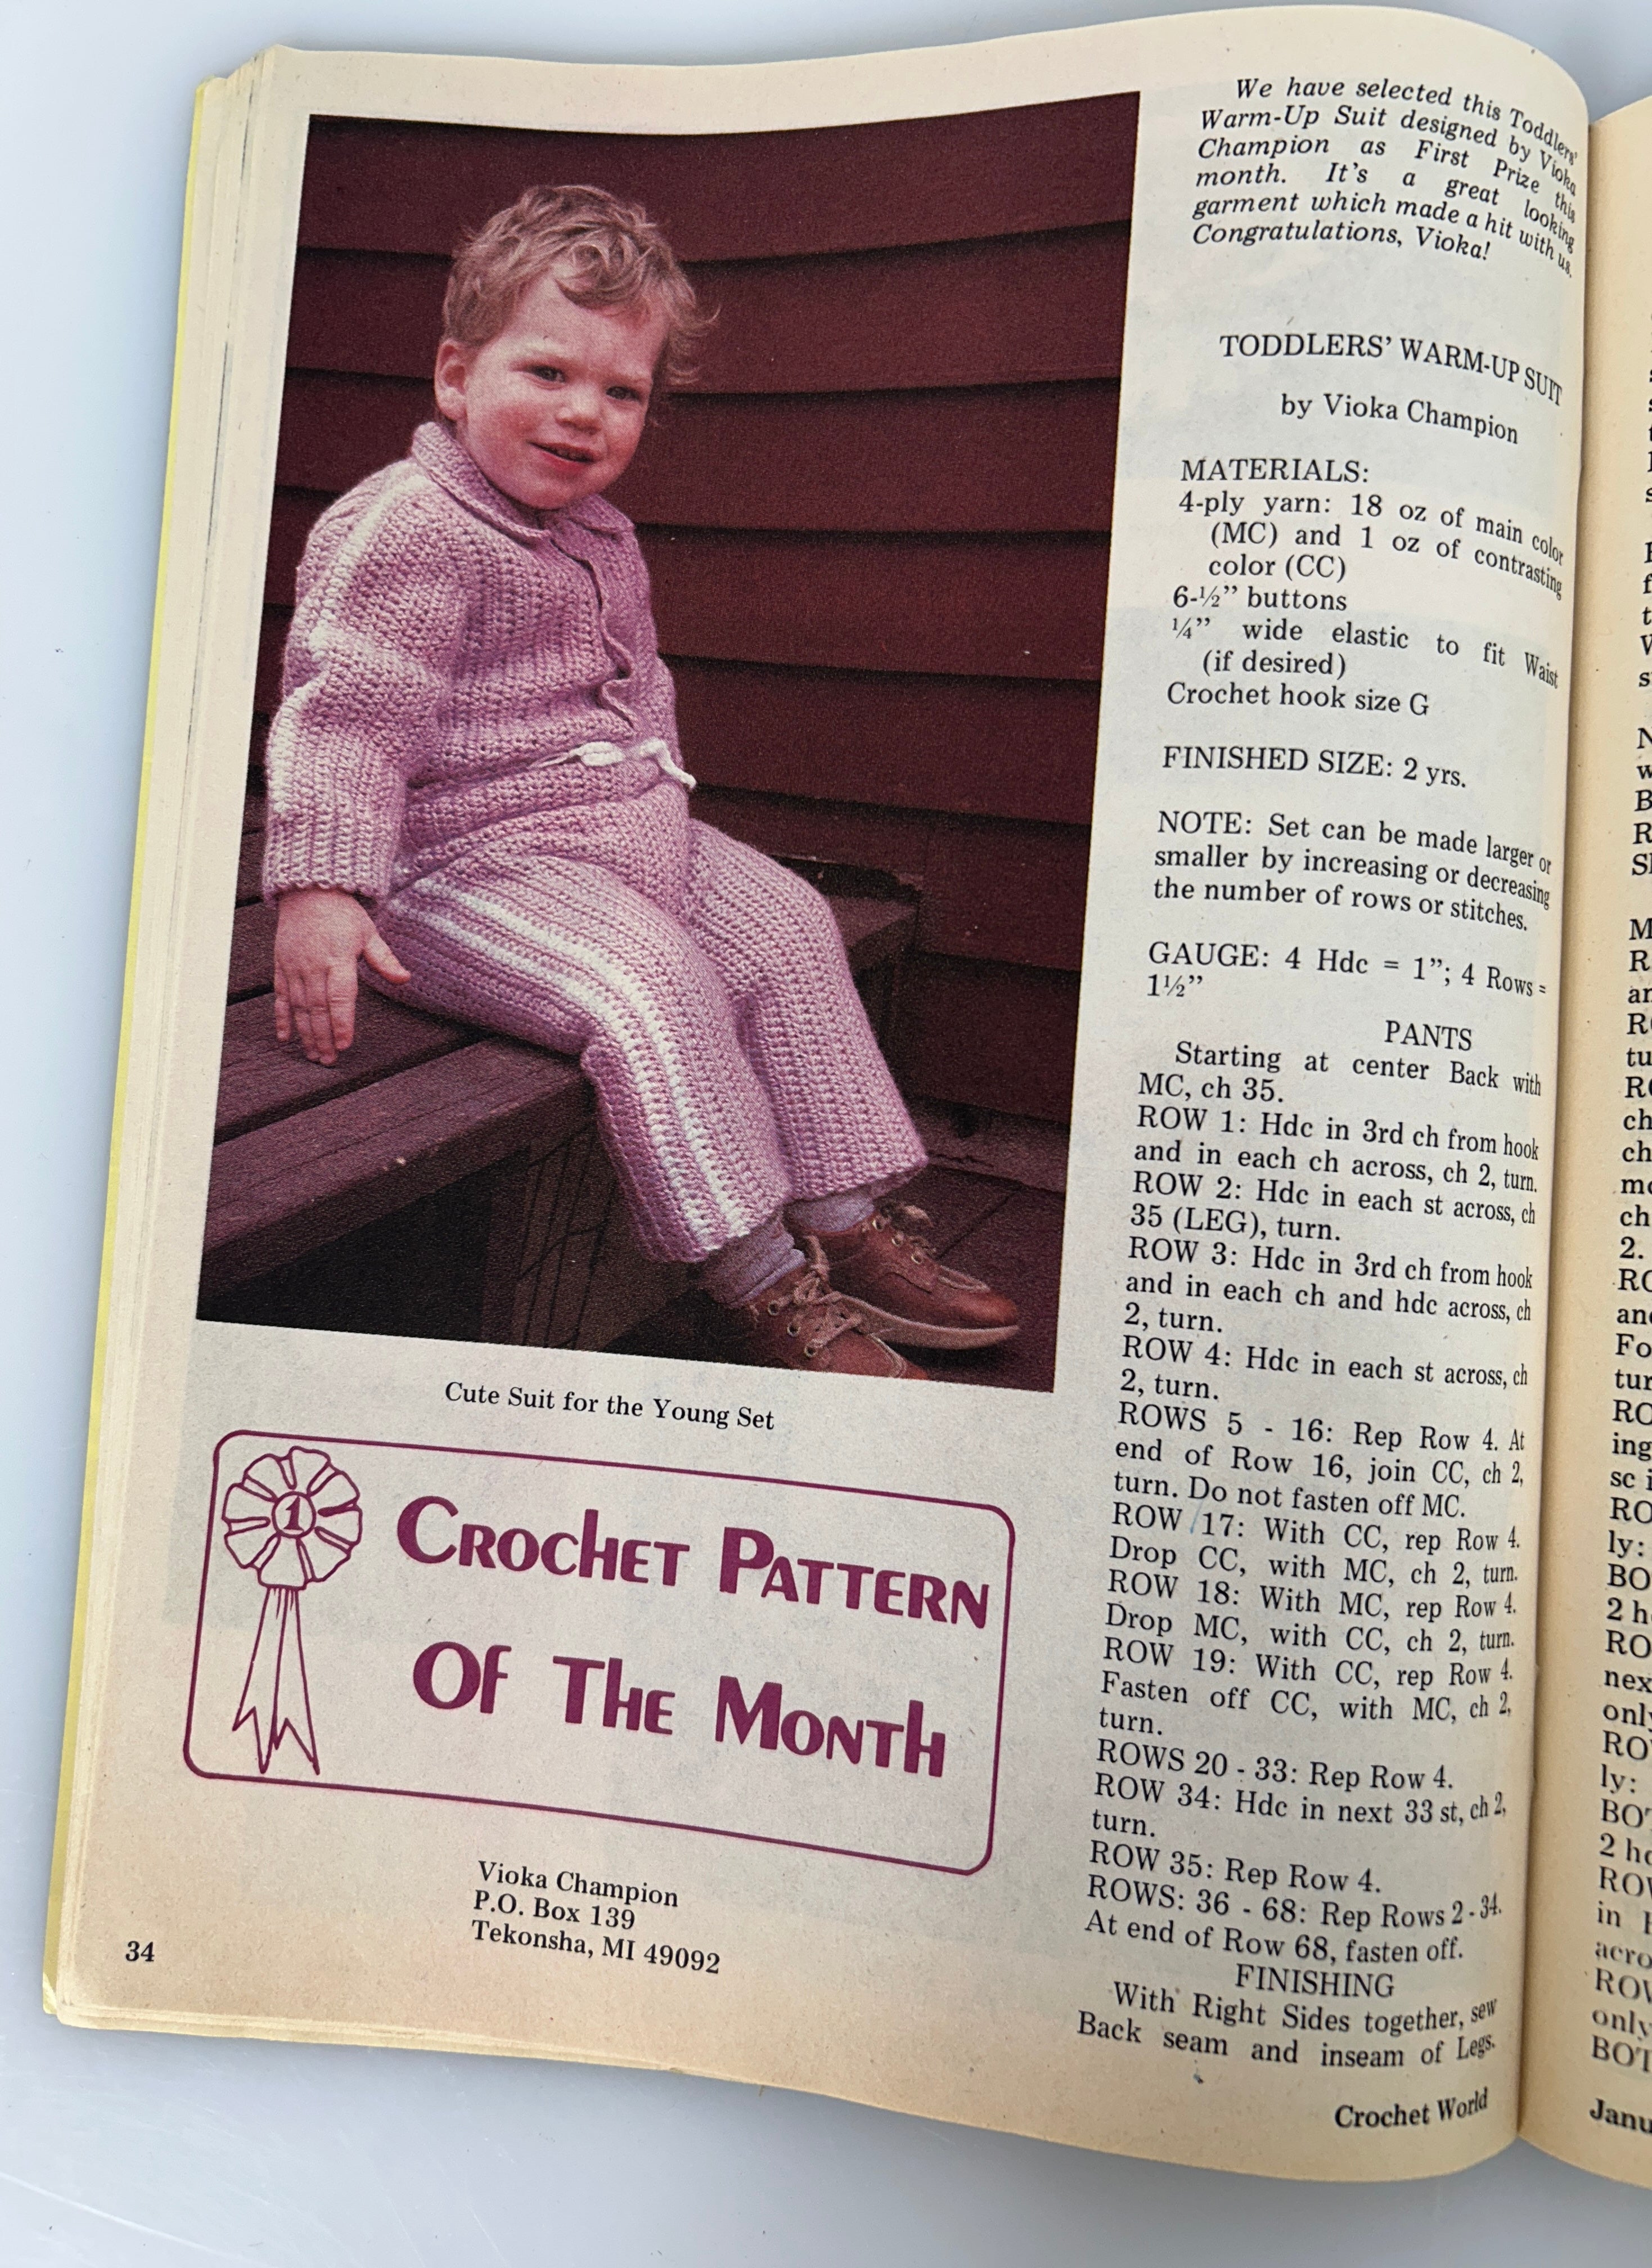 We have selected this Toddlers'
Warm-Up Suit designed by Vioka
Champion as First Prize this
month. It's a great looking
garment which made a hit with us.
Congratulations, Vioka!
TODDLERS' WARM-UP SUIT
by Vioka Champion
MATERIALS:
4-ply yarn: 18 oz of main color
(MC) and 1 oz of contrasting
color (CC)
6-½” buttons
¼” wide elastic to fit Waist
(if desired)
Crochet hook size G
FINISHED SIZE: 2 yrs.
NOTE: Set can be made larger or
smaller by increasing or decreasing
the number of rows or stitches.
GAUGE: 4 Hdc = 1”; 4 Rows =
1½”
PANTS
Starting at center Back with
MC, ch 35.
ROW 1: Hdc in 3rd ch from hook
and in each ch across, ch 2, turn.
ROW 2: Hdc in each st across, ch
35 (LEG), turn.
ROW 3: Hdc in 3rd ch from hook
and in each ch and hdc across, ch
2, turn.
ROW 4: Hdc in each st across, ch
2, turn.
ROWS 5 - 16: Rep Row 4. At
end of Row 16, join CC, ch 2,
turn. Do not fasten off MC.
ROW 17: With CC, rep Row 4.
Drop CC, with MC, ch 2, turn.
ROW 18: With MC, rep Row 4.
Drop MC, with CC, ch 2, turn.
ROW 19: With CC, rep Row 4.
Fasten off CC, with MC, ch 2,
turn.
ROWS 20 - 33: Rep Row 4.
ROW 34: Hdc in next 33 st, ch 2,
turn.
ROW 35: Rep Row 4.
ROWS: 36 - 68: Rep Rows 2 - 34.
At end of Row 68, fasten off.
FINISHING
With Right Sides together, sew
Back seam and inseam of Legs.
Cute Suit for the Young Set
1
CROCHET PATTERN
OF THE MONTH
Vioka Champion
P.O. Box 139
Tekonsha, MI 49092
34
Crochet World